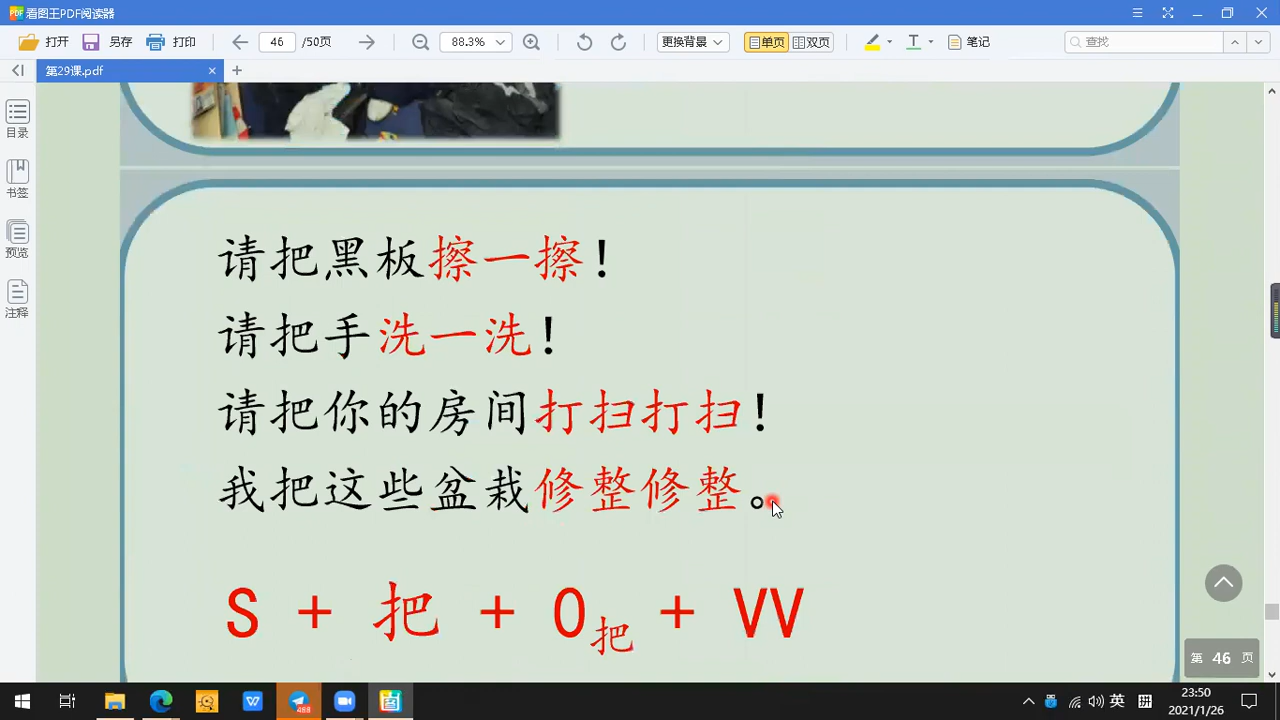 看图王PDF阅读器
打开 另存 打印 46 /50页 88.3% 更换背景 单页 双页 T 笔记 查找
第29课.pdf
目录
书签
预览
注释
请把黑板擦一擦！
请把手洗一洗！
请把你的房间打扫打扫！
我把这些盆栽修整修整。
S + 把 + O把 + VV
第 46 页
488
英 拼
23:50
2021/1/26